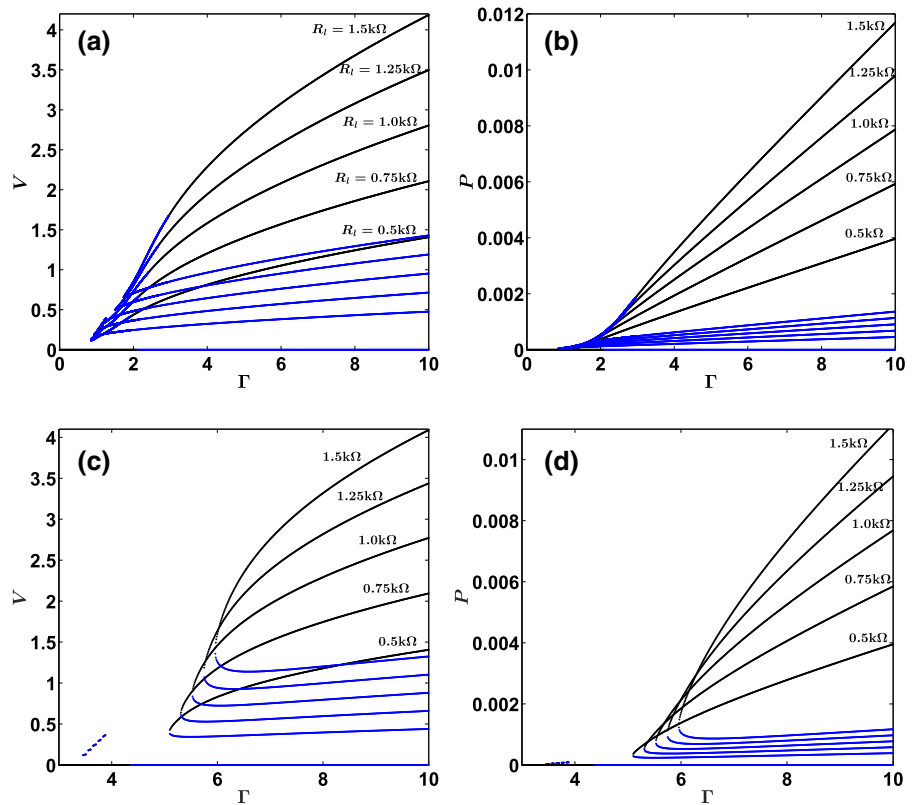 (a)
V
4
3.5
3
2.5
2
1.5
1
0.5
0
R_l = 1.5kΩ
R_l = 1.25kΩ
R_l = 1.0kΩ
R_l = 0.75kΩ
R_l = 0.5kΩ
0 2 4 6 8 10
Γ
(b)
P
0.012
0.01
0.008
0.006
0.004
0.002
0
1.5kΩ
1.25kΩ
1.0kΩ
0.75kΩ
0.5kΩ
0 2 4 6 8 10
Γ
(c)
V
4
3.5
3
2.5
2
1.5
1
0.5
0
1.5kΩ
1.25kΩ
1.0kΩ
0.75kΩ
0.5kΩ
4 6 8 10
Γ
(d)
P
0.01
0.008
0.006
0.004
0.002
0
1.5kΩ
1.25kΩ
1.0kΩ
0.75kΩ
0.5kΩ
4 6 8 10
Γ